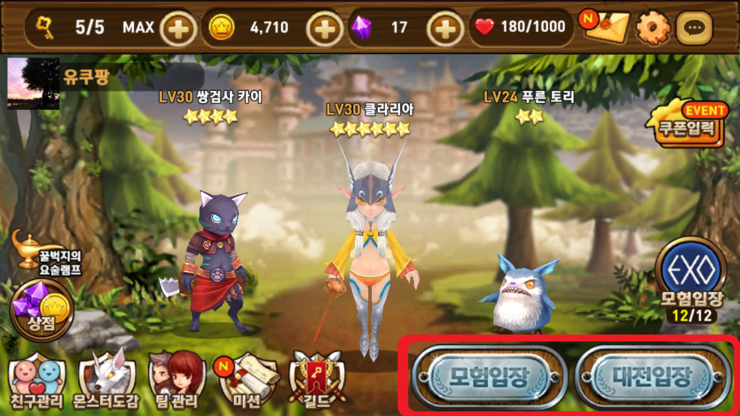 5/5 MAX
4,710
17
180/1000
N
유쿠팡
LV30 쌍검사 카이
LV30 클라리아
LV24 푸른 토리
EVENT
쿠폰입력
꿀벅지의
요술램프
상점
EXO
모험입장
12/12
친구관리
몬스터도감
팀 관리
N
미션
길드
모험입장
대전입장